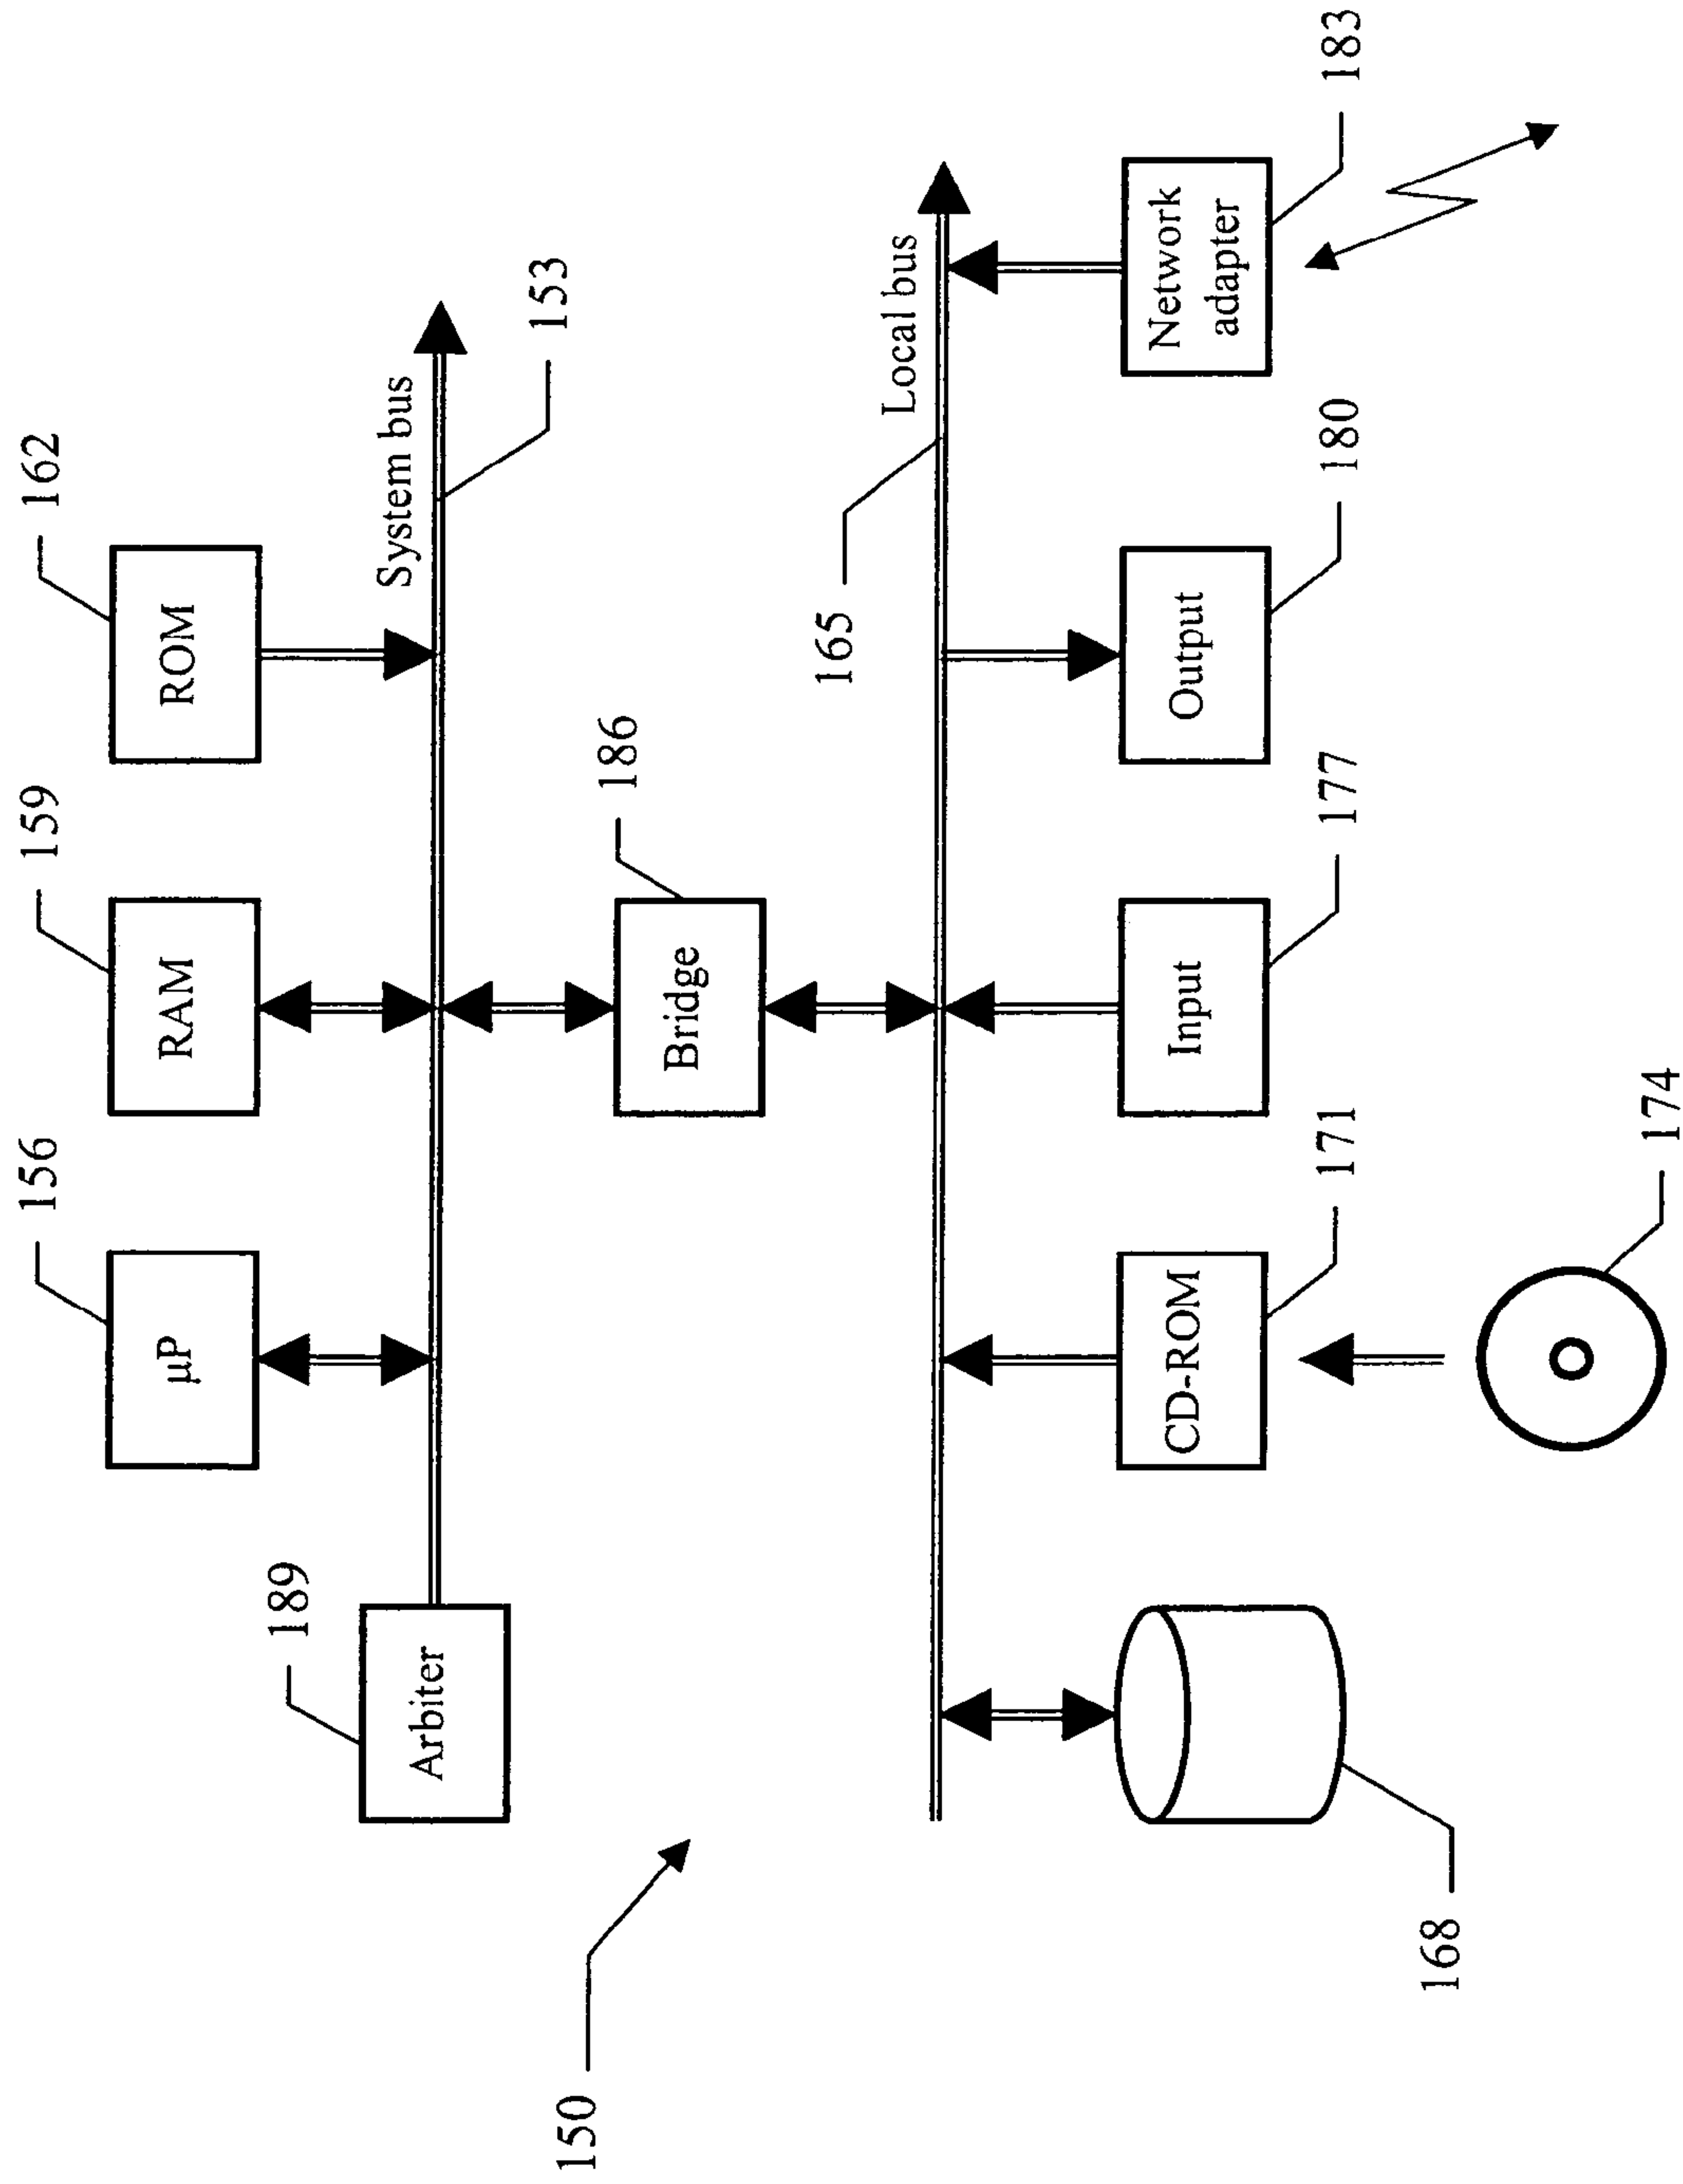 156
159
162
μP
RAM
ROM
189
Arbiter
System bus
153
186
Bridge
150
165
Local bus
CD-ROM
Input
Output
Network
adapter
168
171
177
180
183
174